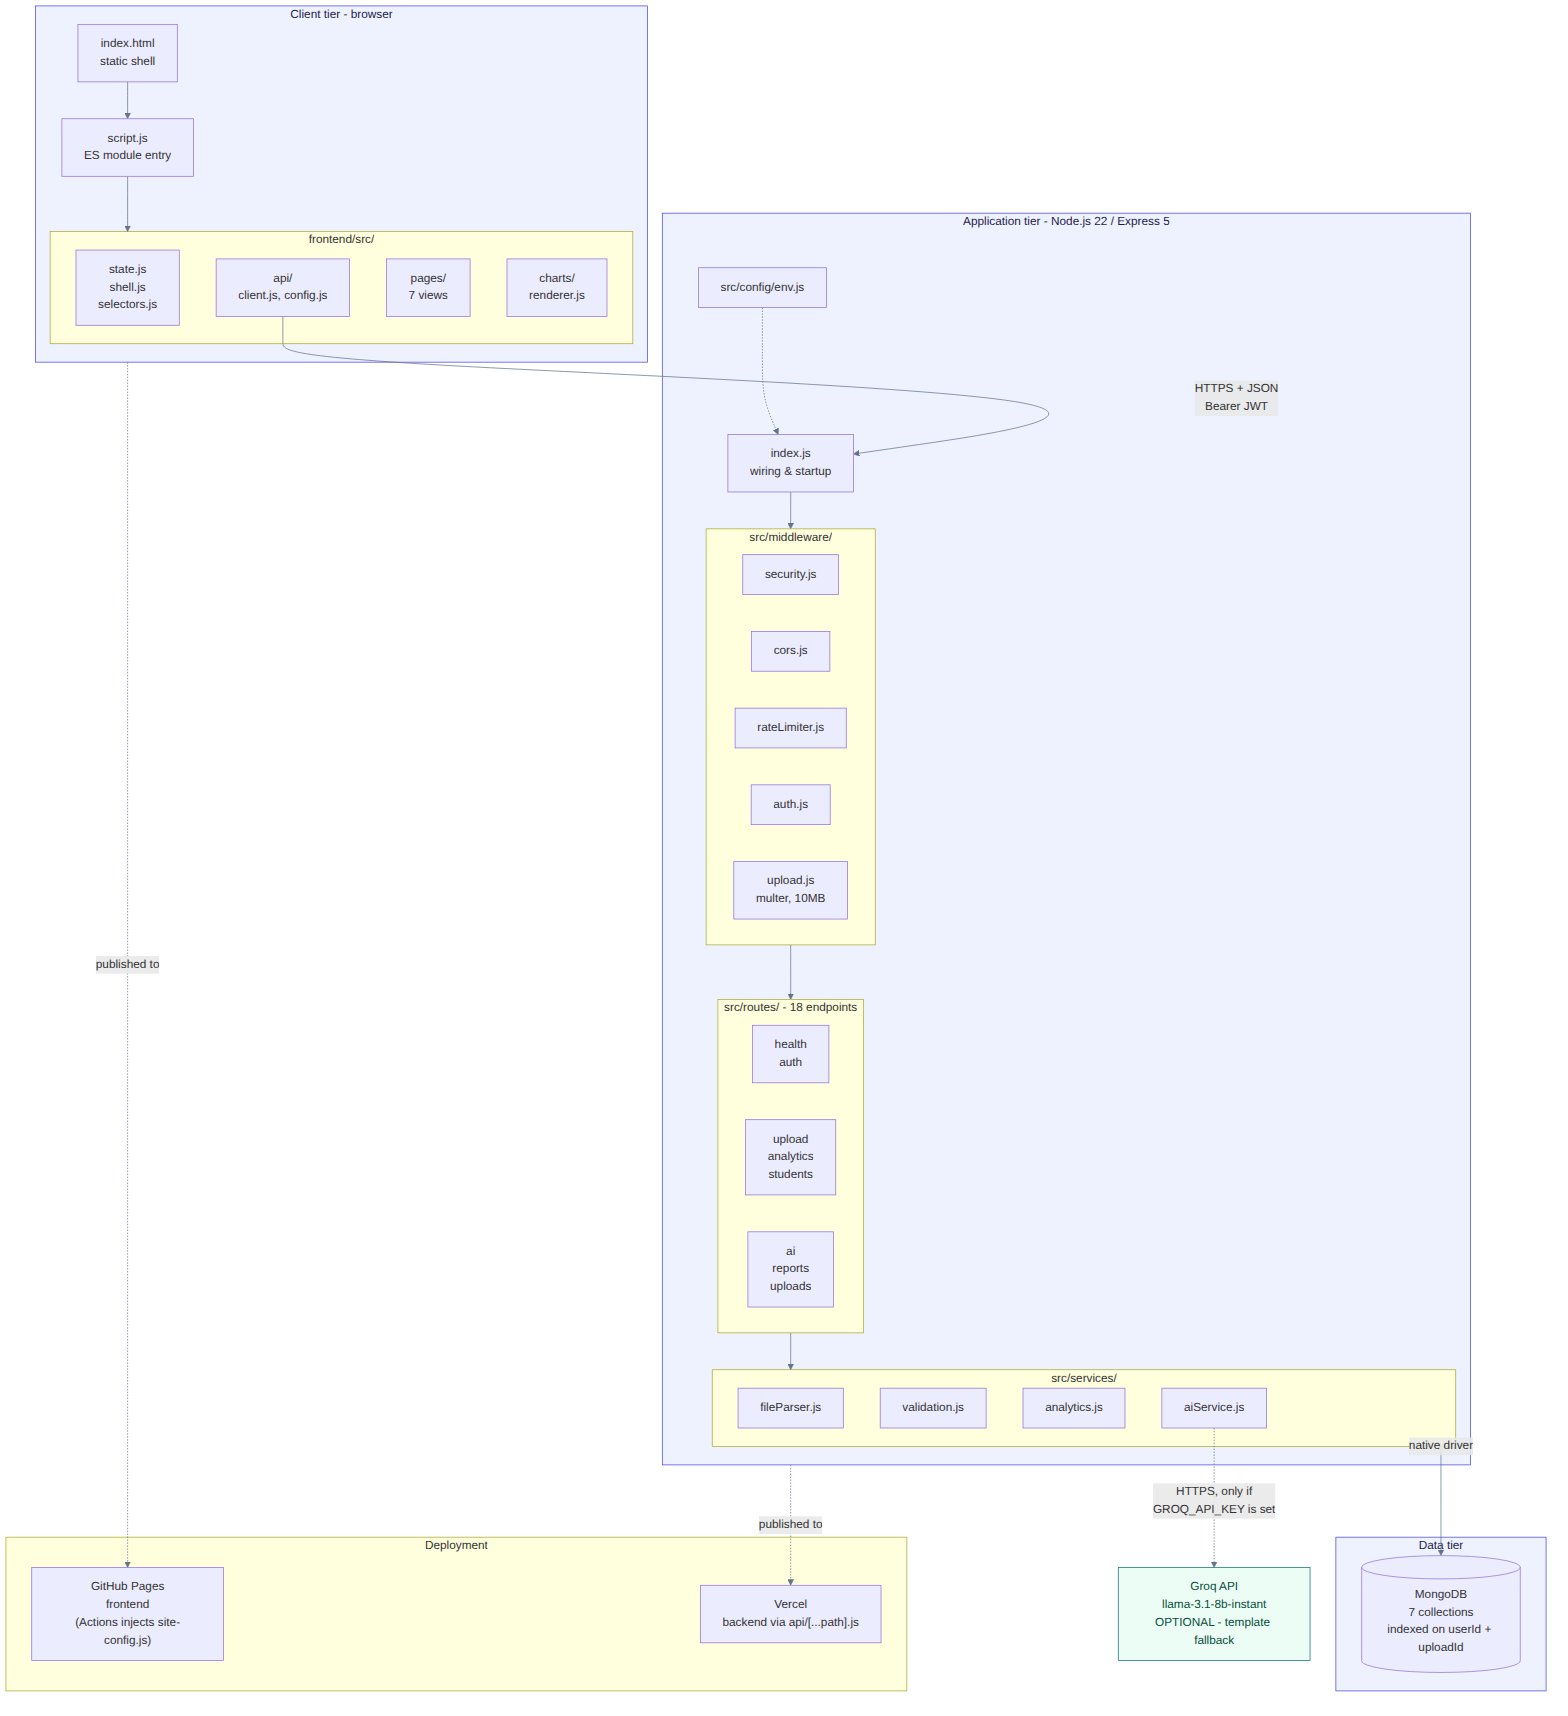 Client tier - browser
index.html
static shell
script.js
ES module entry
frontend/src/
state.js
shell.js
selectors.js
api/
client.js, config.js
pages/
7 views
charts/
renderer.js
Application tier - Node.js 22 / Express 5
src/config/env.js
HTTPS + JSON
Bearer JWT
index.js
wiring & startup
src/middleware/
security.js
cors.js
rateLimiter.js
auth.js
upload.js
multer, 10MB
published to
src/routes/ - 18 endpoints
health
auth
upload
analytics
students
ai
reports
uploads
src/services/
fileParser.js
validation.js
analytics.js
aiService.js
native driver
HTTPS, only if
GROQ_API_KEY is set
published to
Deployment
GitHub Pages
frontend
(Actions injects site-
config.js)
Vercel
backend via api/[...path].js
Groq API
llama-3.1-8b-instant
OPTIONAL - template
fallback
Data tier
MongoDB
7 collections
indexed on userId +
uploadId